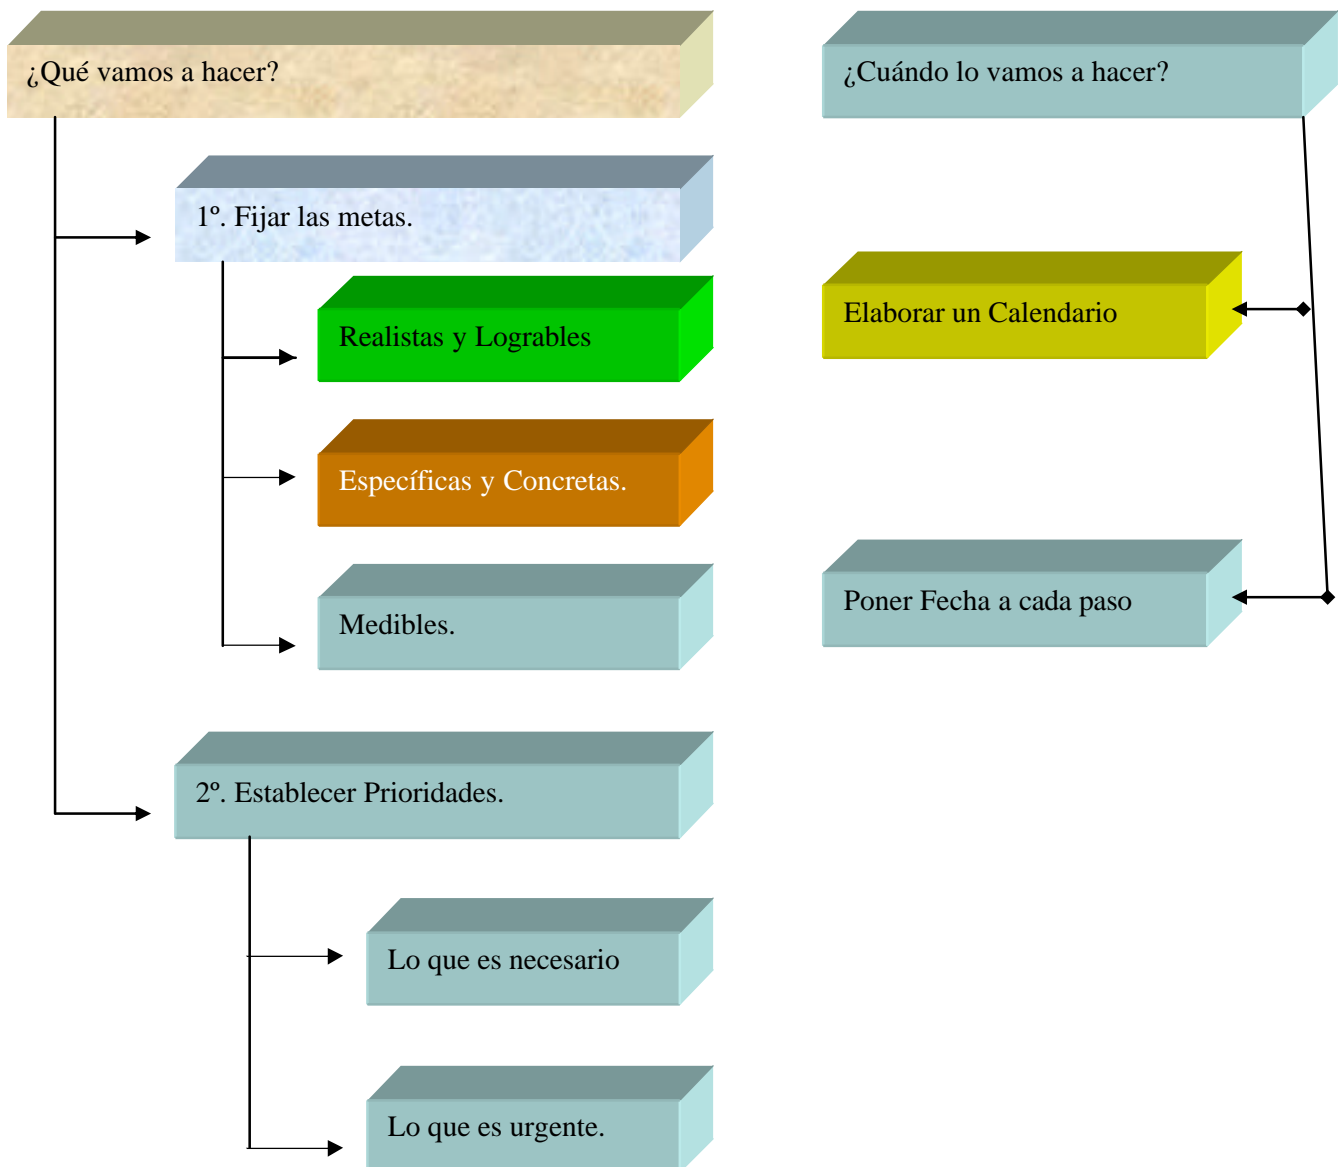 ¿Qué vamos a hacer?
1º. Fijar las metas.
Realistas y Logrables
Específicas y Concretas.
Medibles.
2º. Establecer Prioridades.
Lo que es necesario
Lo que es urgente.
¿Cuándo lo vamos a hacer?
Elaborar un Calendario
Poner Fecha a cada paso